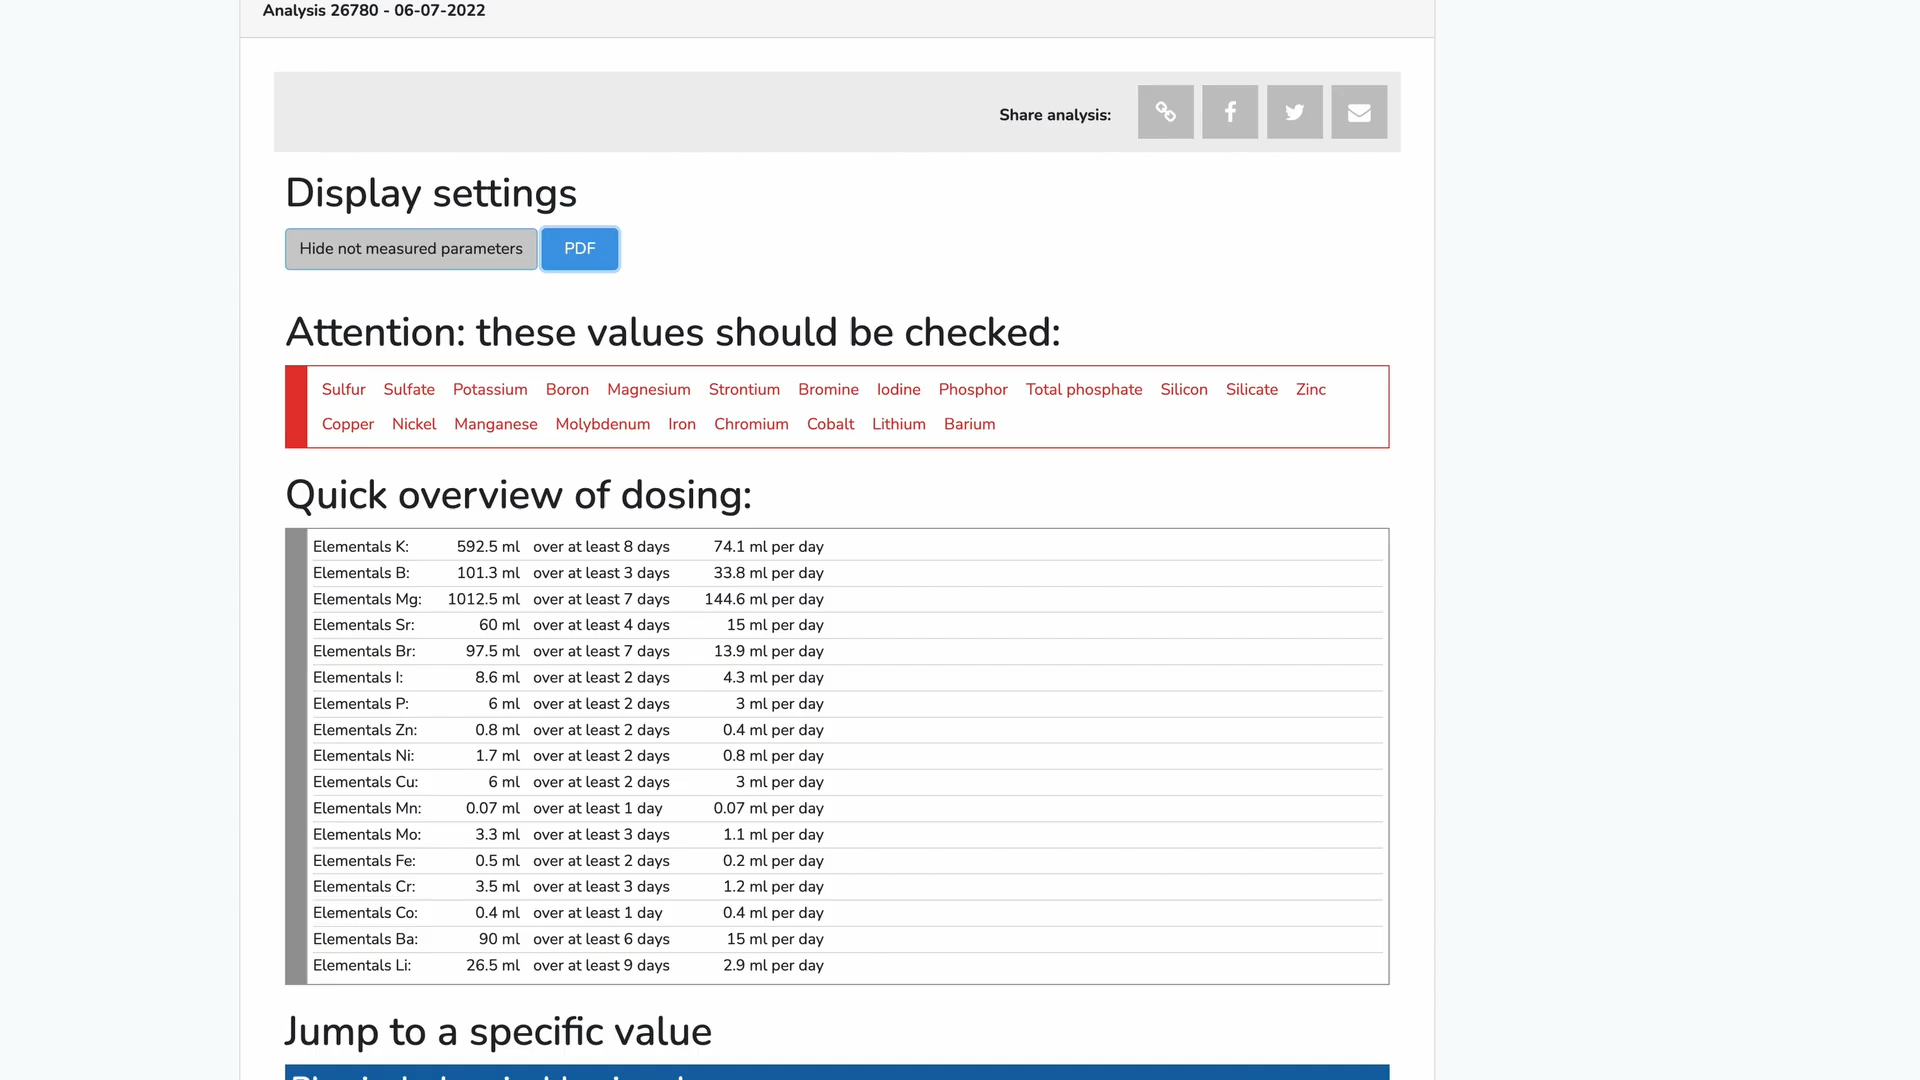 Analysis 26780 - 06-07-2022
Share analysis:
Display settings
Hide not measured parameters PDF
Attention: these values should be checked:
Sulfur Sulfate Potassium Boron Magnesium Strontium Bromine Iodine Phosphor Total phosphate Silicon Silicate Zinc
Copper Nickel Manganese Molybdenum Iron Chromium Cobalt Lithium Barium
Quick overview of dosing:
Elementals K: 592.5 ml over at least 8 days 74.1 ml per day
Elementals B: 101.3 ml over at least 3 days 33.8 ml per day
Elementals Mg: 1012.5 ml over at least 7 days 144.6 ml per day
Elementals Sr: 60 ml over at least 4 days 15 ml per day
Elementals Br: 97.5 ml over at least 7 days 13.9 ml per day
Elementals I: 8.6 ml over at least 2 days 4.3 ml per day
Elementals P: 6 ml over at least 2 days 3 ml per day
Elementals Zn: 0.8 ml over at least 2 days 0.4 ml per day
Elementals Ni: 1.7 ml over at least 2 days 0.8 ml per day
Elementals Cu: 6 ml over at least 2 days 3 ml per day
Elementals Mn: 0.07 ml over at least 1 day 0.07 ml per day
Elementals Mo: 3.3 ml over at least 3 days 1.1 ml per day
Elementals Fe: 0.5 ml over at least 2 days 0.2 ml per day
Elementals Cr: 3.5 ml over at least 3 days 1.2 ml per day
Elementals Co: 0.4 ml over at least 1 day 0.4 ml per day
Elementals Ba: 90 ml over at least 6 days 15 ml per day
Elementals Li: 26.5 ml over at least 9 days 2.9 ml per day
Jump to a specific value